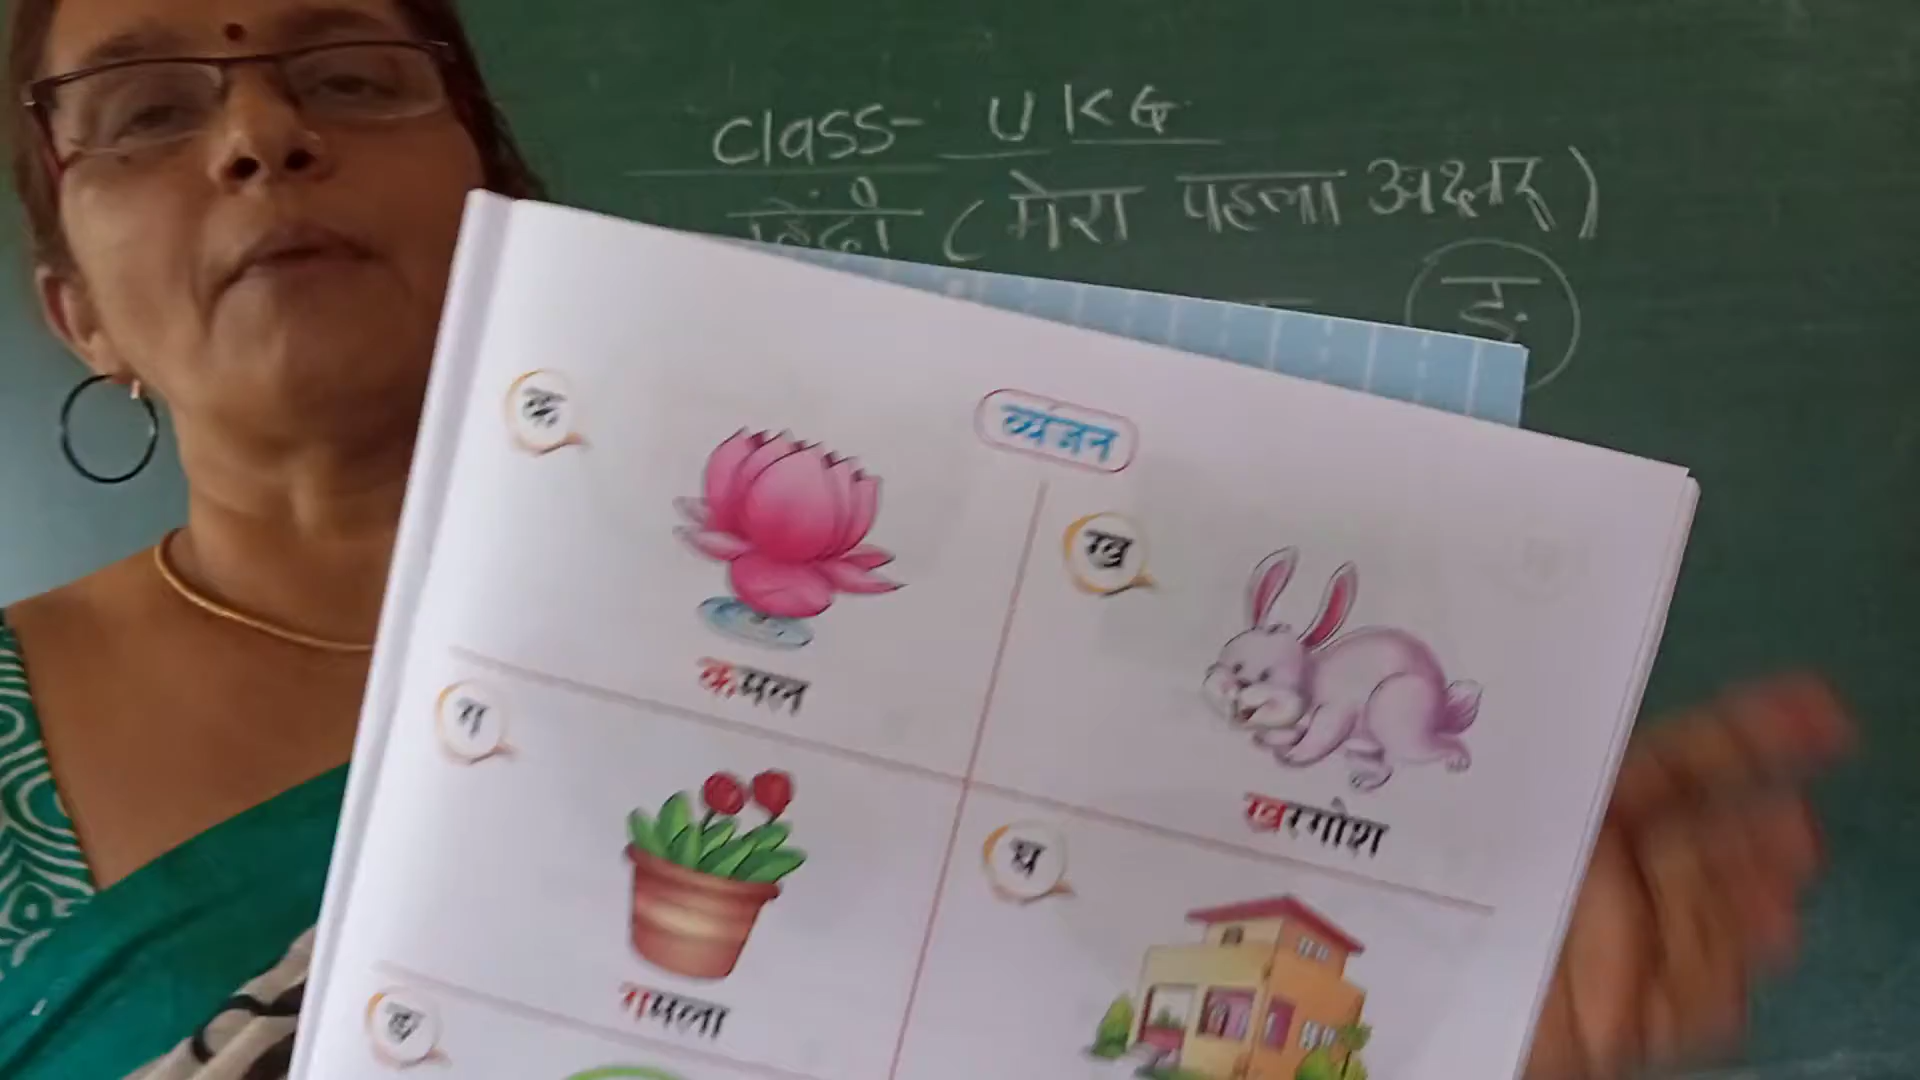 Class- UKG
हिंदी (मेरा पहला अक्षर)
ङ
व्यंजन
क
कमल
ख
खरगोश
ग
गमला
घ
ङ